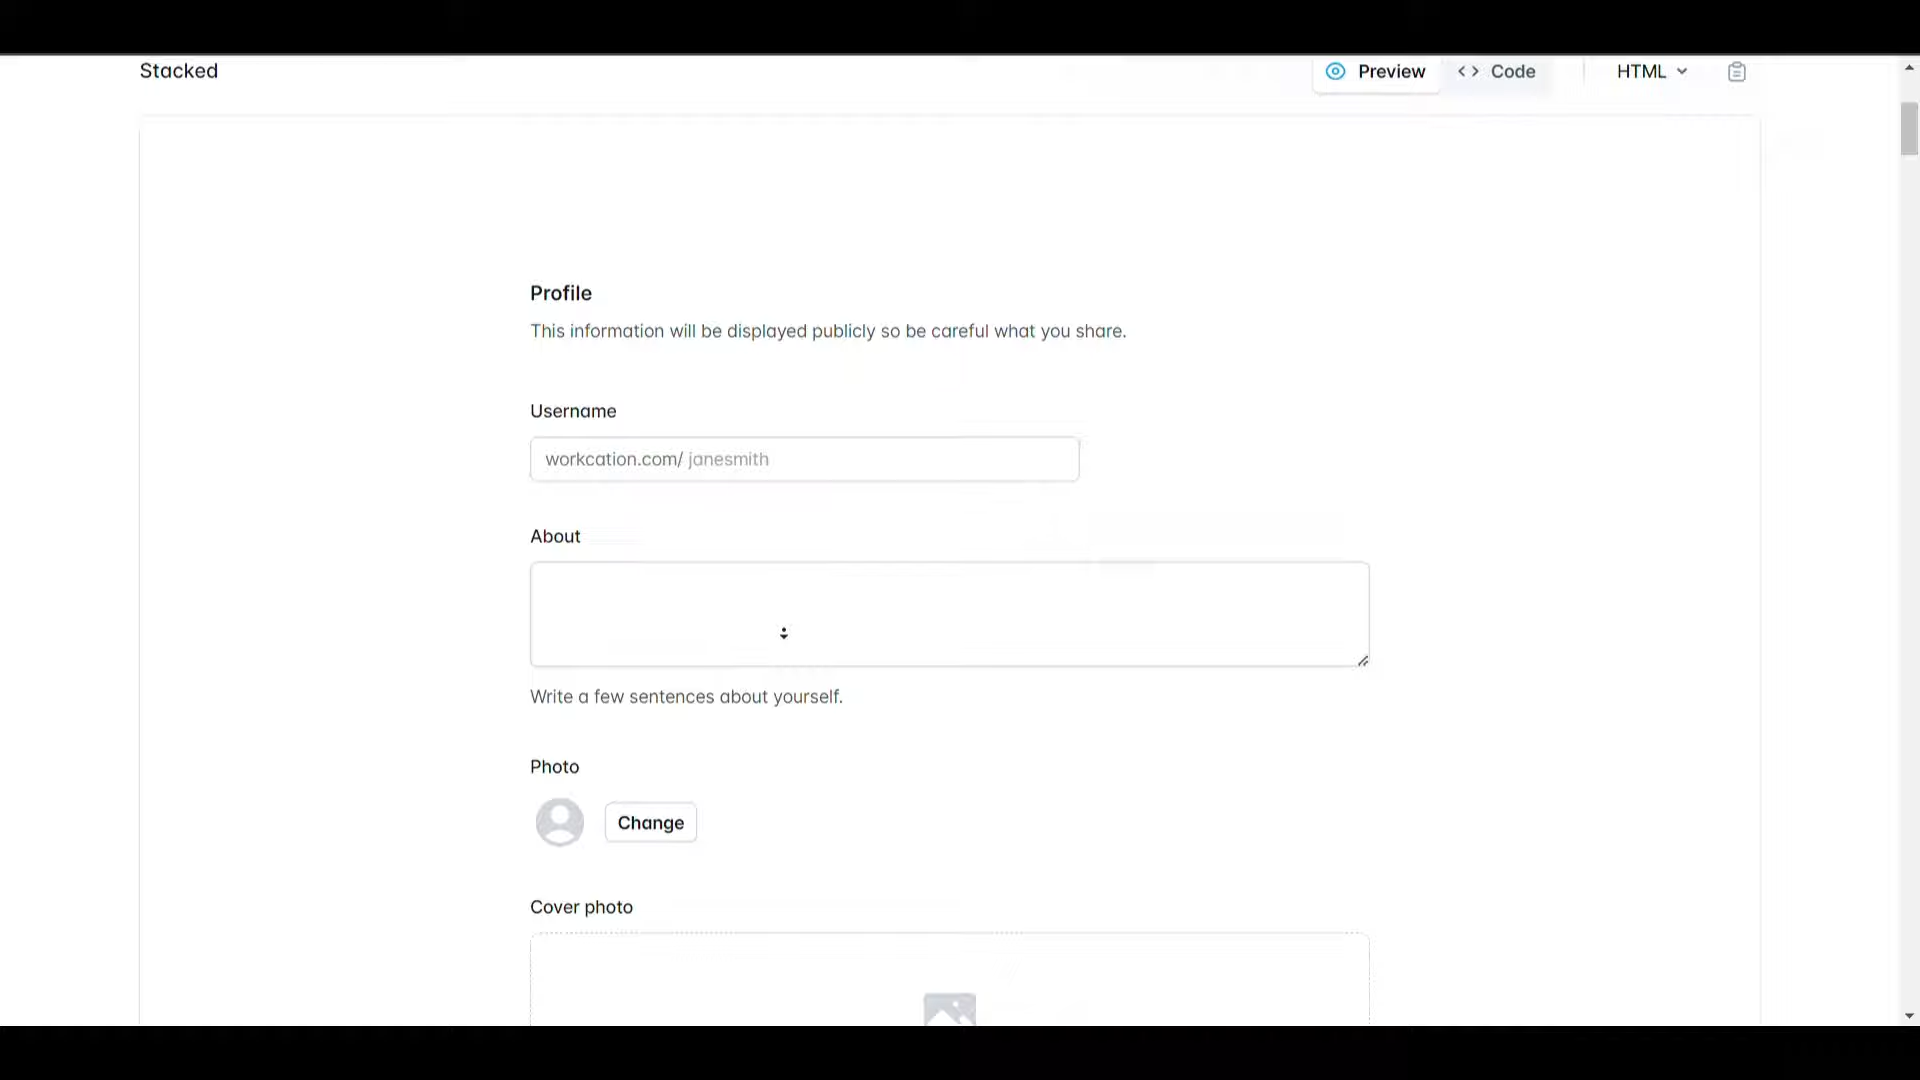 Stacked
Preview
Code
HTML
Profile
This information will be displayed publicly so be careful what you share.
Username
workcation.com/ janesmith
About
Write a few sentences about yourself.
Photo
Change
Cover photo